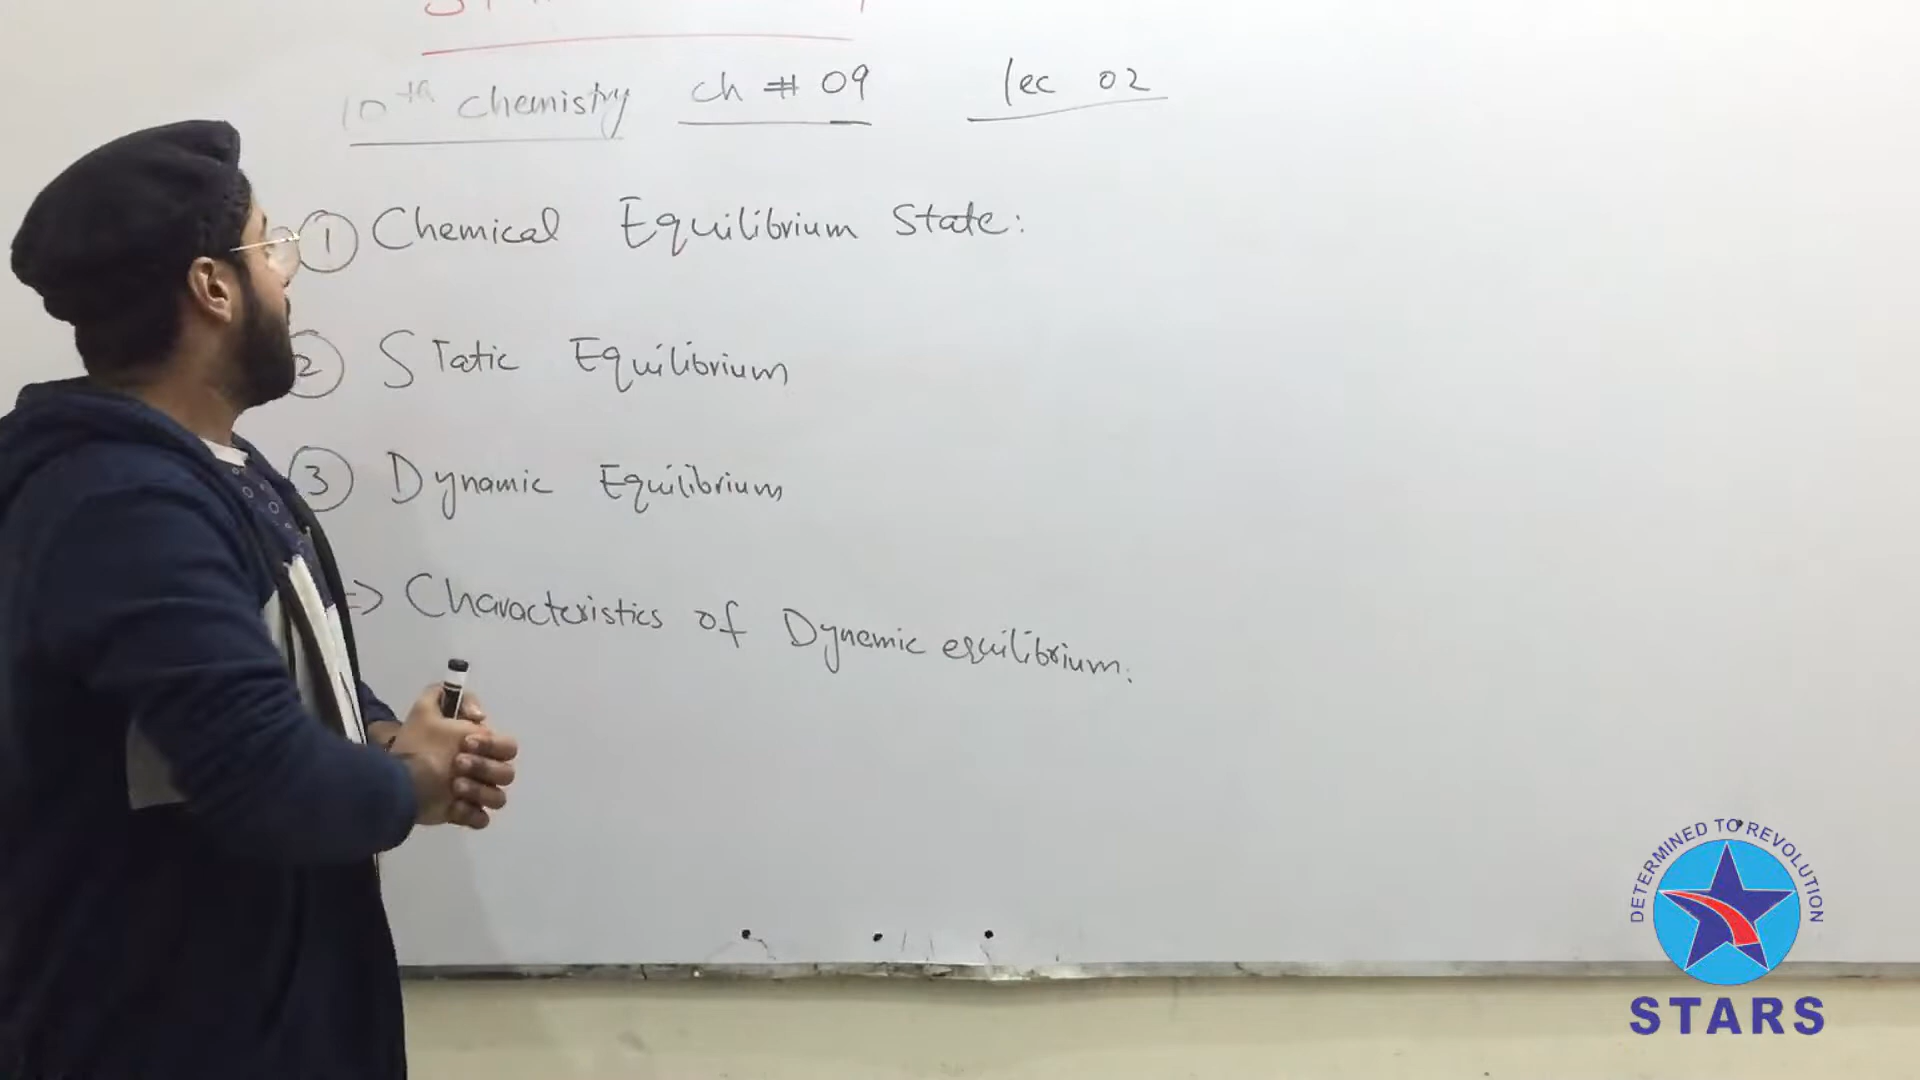 10th chemistry ch # 09 lec 02
1 Chemical Equilibrium State:
2 Static Equilibrium
3 Dynamic Equilibrium
=> Characteristics of Dynamic equilibrium.
DETERMINED TO REVOLUTION
STARS